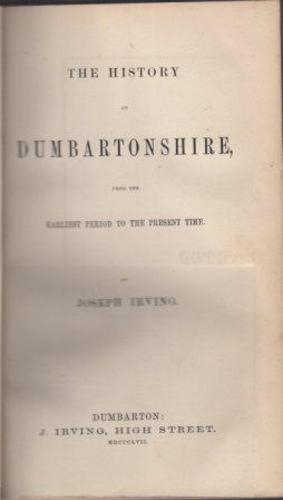 THE HISTORY
OF
DUMBARTONSHIRE,
FROM THE
EARLIEST PERIOD TO THE PRESENT TIME.
BY
JOSEPH IRVING.
DUMBARTON:
J. IRVING, HIGH STREET.
MDCCCLVII.